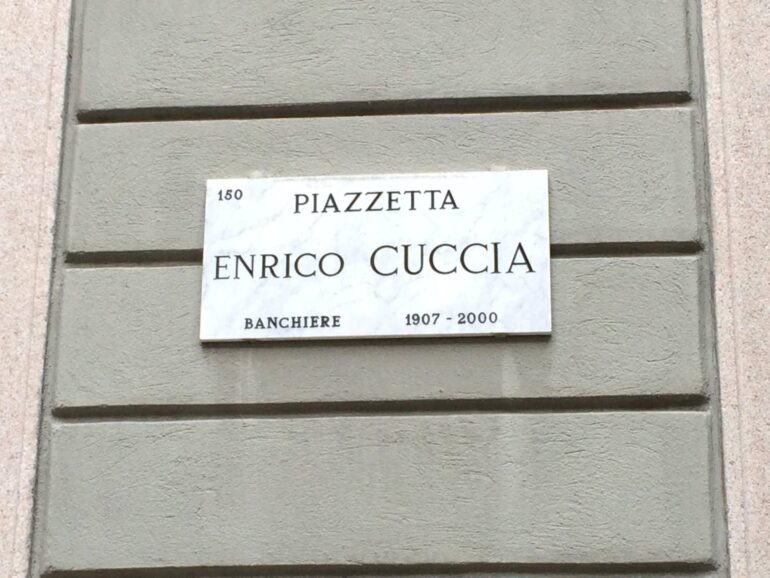 150
PIAZZETTA
ENRICO CUCCIA
BANCHIERE 1907 - 2000